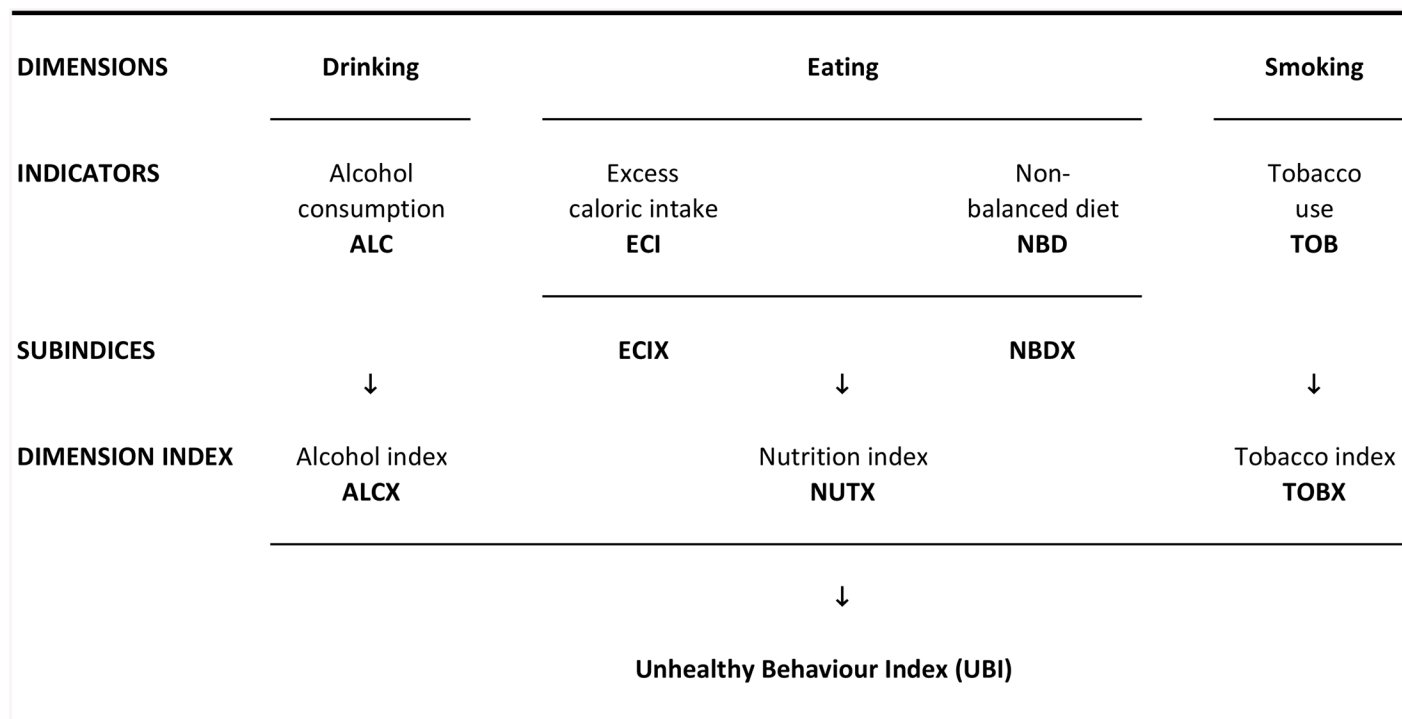 DIMENSIONS Drinking Eating Smoking
INDICATORS Alcohol Excess Non- Tobacco
consumption caloric intake balanced diet use
ALC ECI NBD TOB
SUBINDICES ECIX NBDX
↓ ↓ ↓
DIMENSION INDEX Alcohol index Nutrition index Tobacco index
ALCX NUTX TOBX
↓
Unhealthy Behaviour Index (UBI)